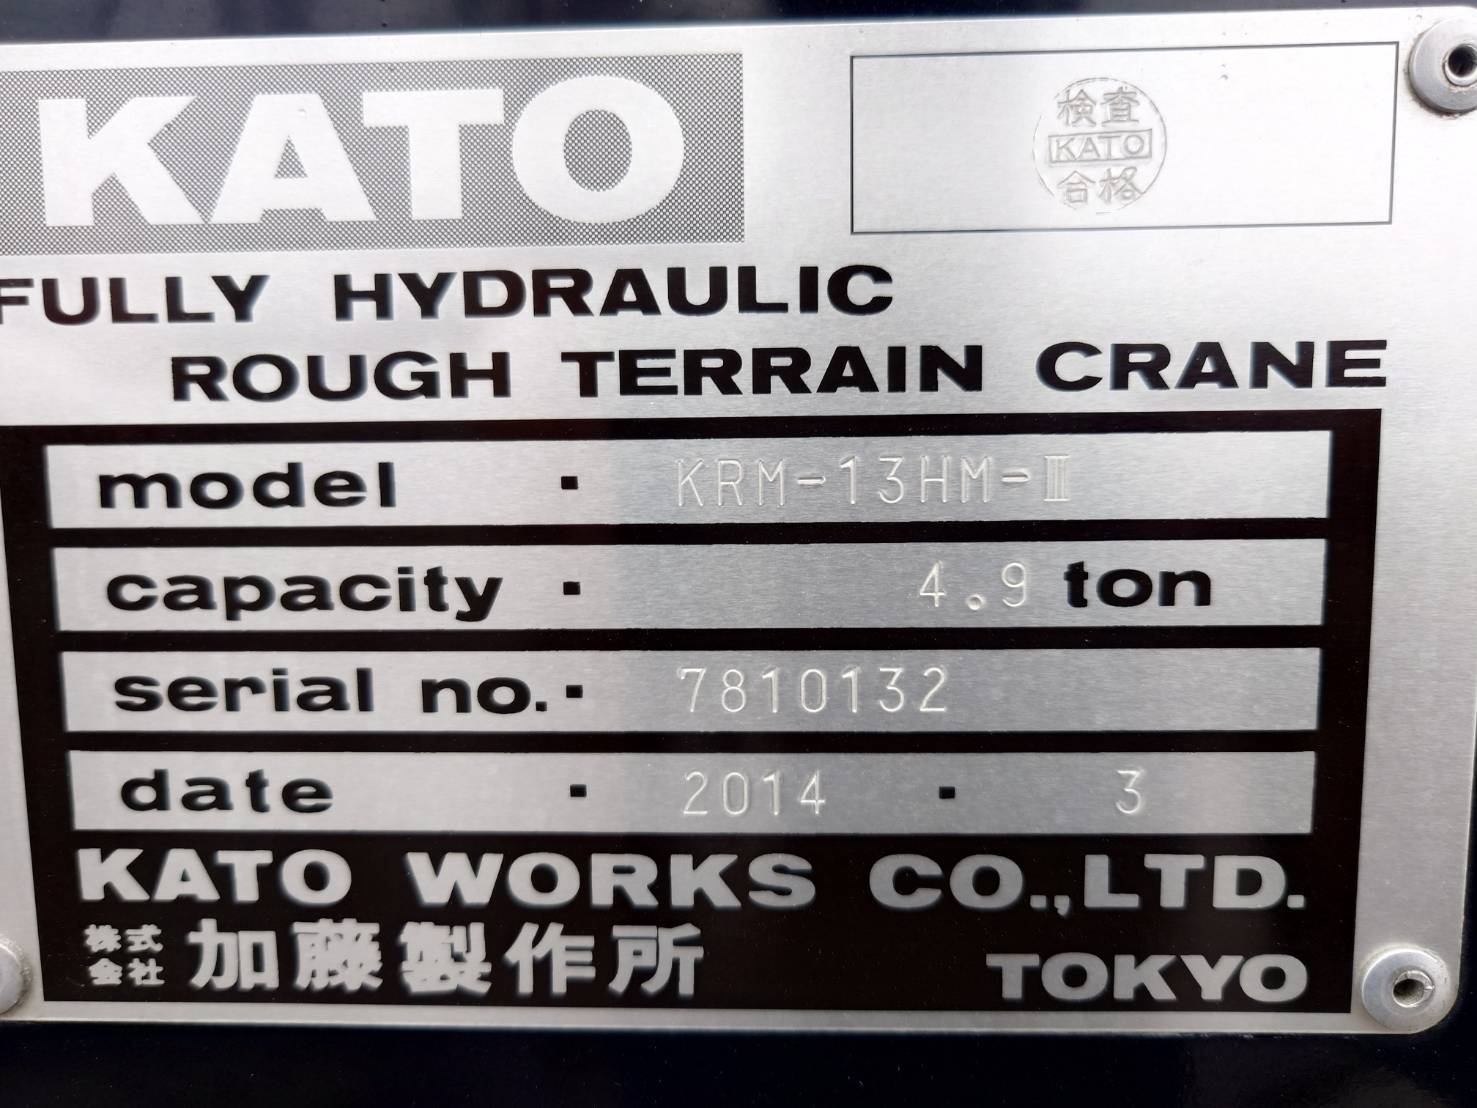 KATO
検査
KATO
合格
FULLY HYDRAULIC
ROUGH TERRAIN CRANE
model · KRM-13HM-Ⅲ
capacity · 4.9 ton
serial no. · 7810132
date · 2014 · 3
KATO WORKS CO.,LTD.
株式会社 加藤製作所 TOKYO